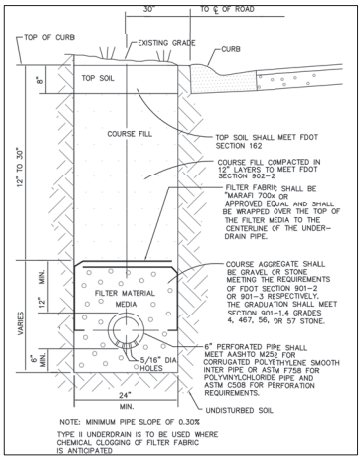 30"
TO ℄ OF ROAD
TOP OF CURB
EXISTING GRADE
CURB
8"
TOP SOIL
TOP SOIL SHALL MEET FDOT
SECTION 162
COURSE FILL
12" TO 30"
COURSE FILL COMPACTED IN
12" LAYERS TO MEET FDOT
SECTION 902-2
FILTER FABRIC SHALL BE
"MARAFI 700x OR
APPROVED EQUAL AND SHALL
BE WRAPPED OVER THE TOP OF
THE FILTER MEDIA TO THE
CENTERLINE OF THE UNDER-
DRAIN PIPE.
MIN.
12"
FILTER MATERIAL
MEDIA
COURSE AGGREGATE SHALL
BE GRAVEL OR STONE
MEETING THE REQUIREMENTS
OF FDOT SECTION 901-2
OR 901-3 RESPECTIVELY.
THE GRADUATION SHALL MEET
SECTION 901-1.4 GRADES
4, 467, 56, OR 57 STONE.
VARIES
6"
MIN.
5/16" DIA
HOLES
6" PERFORATED PIPE SHALL
MEET AASHTO M252 FOR
CORRUGATED POLYETHYLENE SMOOTH
INTER PIPE OR ASTM F758 FOR
POLYVINYLCHLORIDE PIPE AND
ASTM C508 FOR PERFORATION
REQUIREMENTS.
24"
MIN.
UNDISTURBED SOIL
NOTE: MINIMUM PIPE SLOPE OF 0.30%
TYPE II UNDERDRAIN IS TO BE USED WHERE
CHEMICAL CLOGGING OF FILTER FABRIC
IS ANTICIPATED